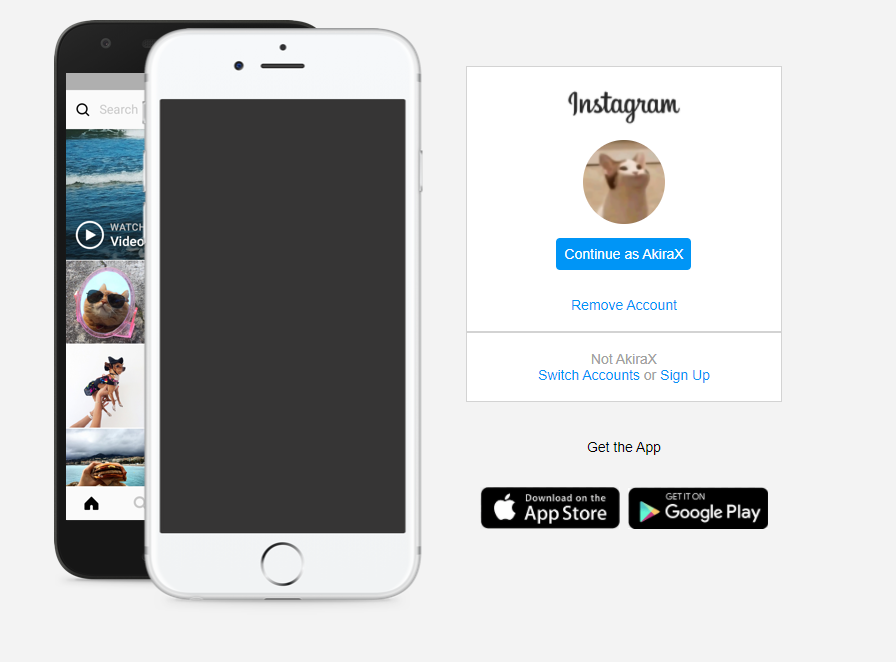 Search
WATCH
Video
Instagram
Continue as AkiraX
Remove Account
Not AkiraX
Switch Accounts or Sign Up
Get the App
Download on the
App Store
GET IT ON
Google Play